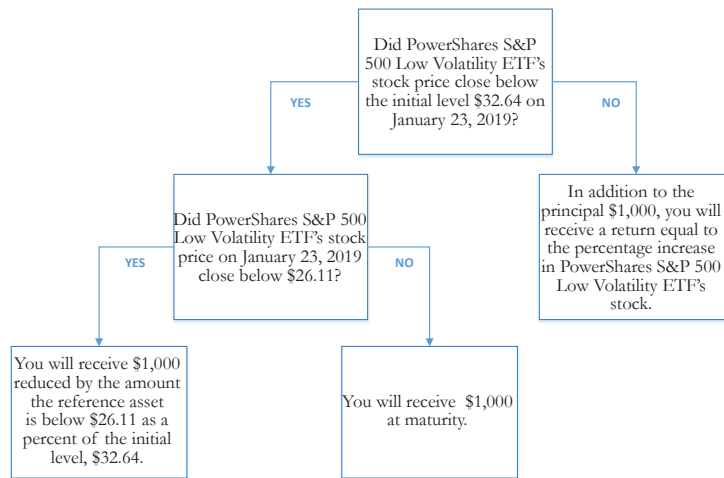 Did PowerShares S&P
500 Low Volatility ETF's
stock price close below
the initial level $32.64 on
January 23, 2019?
YES
NO
Did PowerShares S&P 500
Low Volatility ETF's stock
price on January 23, 2019
close below $26.11?
In addition to the
principal $1,000, you will
receive a return equal to
the percentage increase
in PowerShares S&P 500
Low Volatility ETF's
stock.
YES
NO
You will receive $1,000
reduced by the amount
the reference asset
is below $26.11 as a
percent of the initial
level, $32.64.
You will receive $1,000
at maturity.